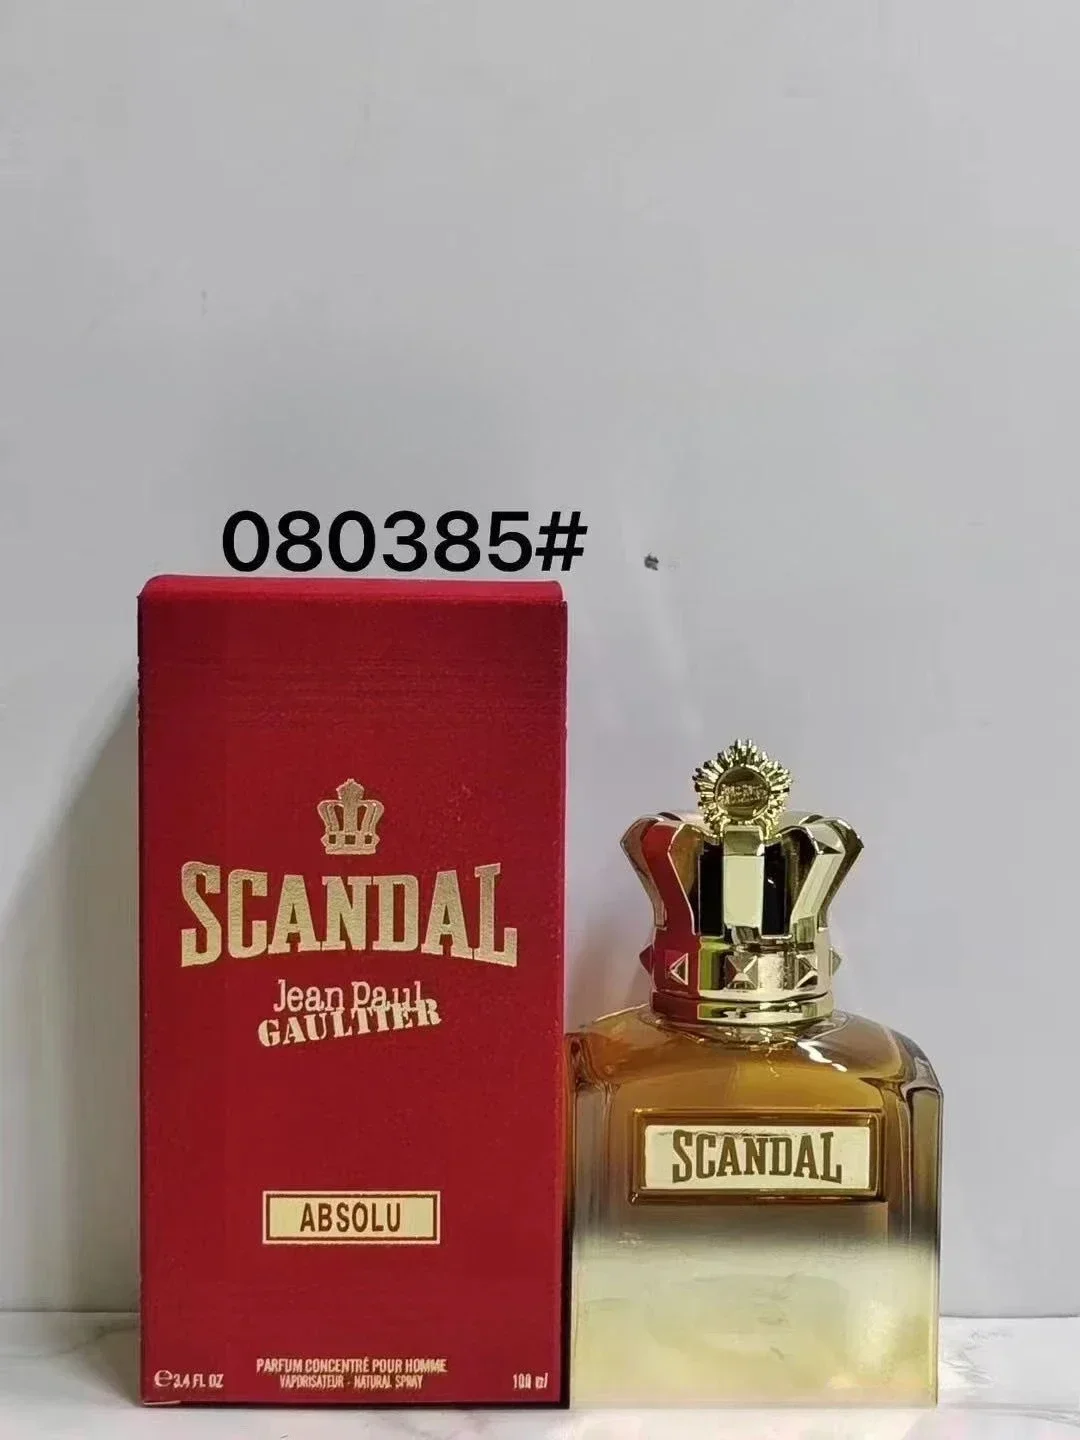 080385#
SCANDAL
Jean Paul
GAULTIER
ABSOLU
PARFUM CONCENTRÉ POUR HOMME
VAPORISATEUR - NATURAL SPRAY
e3.4 FL OZ
100 ml
SCANDAL